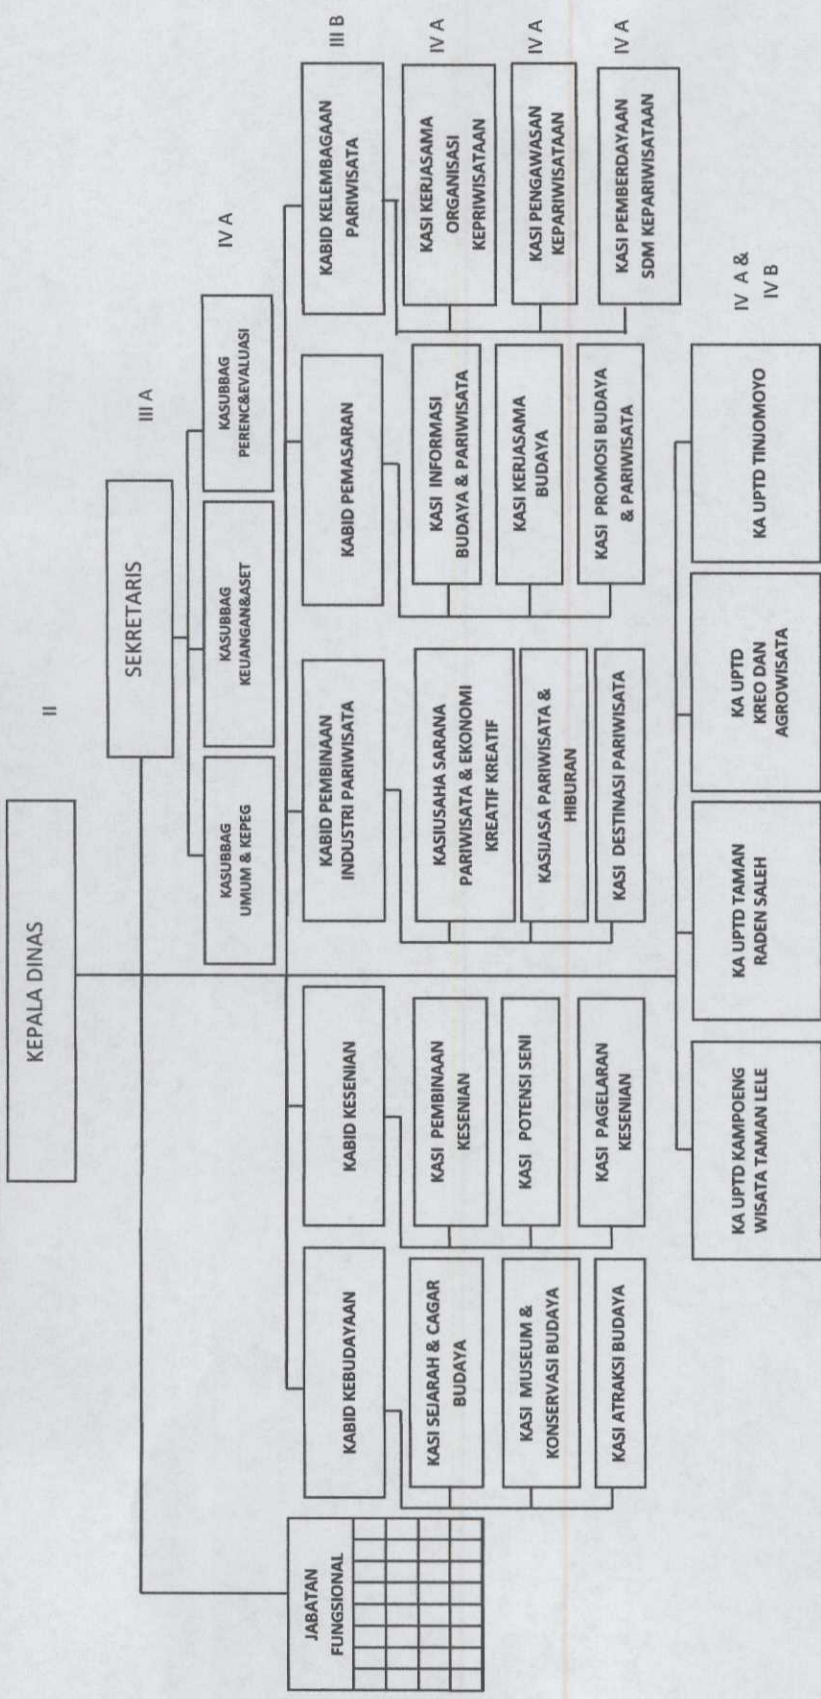 KEPALA DINAS
II
SEKRETARIS
III A
KASUBBAG
UMUM & KEPEG
KASUBBAG
KEUANGAN&ASET
KASUBBAG
PERENC&EVALUASI
IV A
JABATAN
FUNGSIONAL
KABID KEBUDAYAAN
KABID KESENIAN
KABID PEMBINAAN
INDUSTRI PARIWISATA
KABID PEMASARAN
KABID KELEMBAGAAN
PARIWISATA
III B
KASI SEJARAH & CAGAR
BUDAYA
KASI PEMBINAAN
KESENIAN
KASIUSAHA SARANA
PARIWISATA & EKONOMI
KREATIF KREATIF
KASI INFORMASI
BUDAYA & PARIWISATA
KASI KERJASAMA
ORGANISASI
KEPRIWISATAAN
IV A
KASI MUSEUM &
KONSERVASI BUDAYA
KASI POTENSI SENI
KASIJASA PARIWISATA &
HIBURAN
KASI KERJASAMA
BUDAYA
KASI PENGAWASAN
KEPARIWISATAAN
IV A
KASI ATRAKSI BUDAYA
KASI PAGELARAN
KESENIAN
KASI DESTINASI PARIWISATA
KASI PROMOSI BUDAYA
& PARIWISATA
KASI PEMBERDAYAAN
SDM KEPARIWISATAAN
IV A
KA UPTD KAMPOENG
WISATA TAMAN LELE
KA UPTD TAMAN
RADEN SALEH
KA UPTD
KREO DAN
AGROWISATA
KA UPTD TINJOMOYO
IV A &
IV B